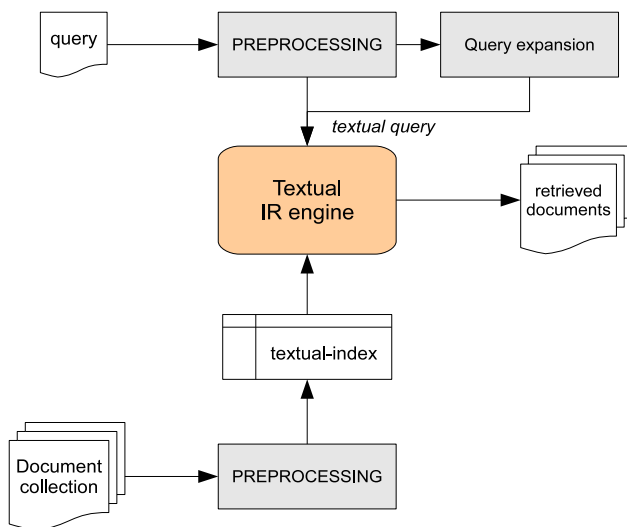 query
PREPROCESSING
Query expansion
textual query
Textual
IR engine
retrieved
documents
textual-index
Document
collection
PREPROCESSING